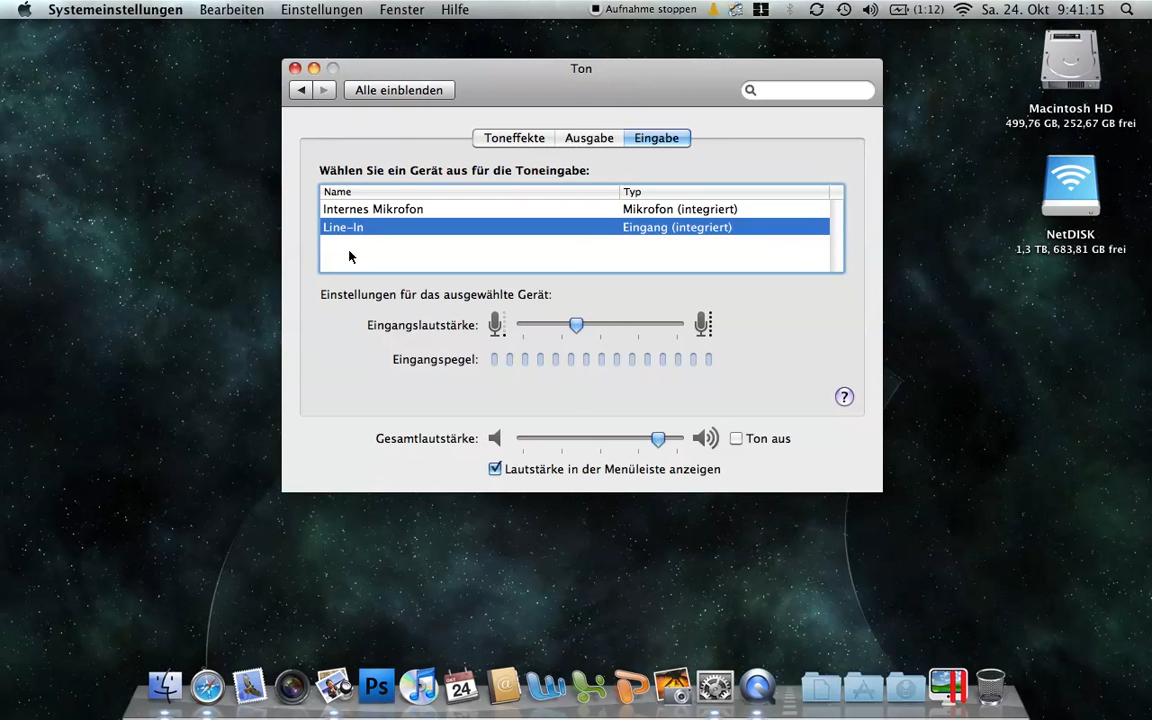 Systemeinstellungen Bearbeiten Einstellungen Fenster Hilfe Aufnahme stoppen 1 (1:12) Sa. 24. Okt 9:41:15
Ton
Alle einblenden
Toneffekte Ausgabe Eingabe
Wählen Sie ein Gerät aus für die Toneingabe:
Name Typ
Internes Mikrofon Mikrofon (integriert)
Line-In Eingang (integriert)
Einstellungen für das ausgewählte Gerät:
Eingangslautstärke:
Eingangspegel:
?
Gesamtlautstärke: Ton aus
Lautstärke in der Menüleiste anzeigen
Macintosh HD
499,76 GB, 252,67 GB frei
NetDISK
1,3 TB, 683,81 GB frei
Ps
24